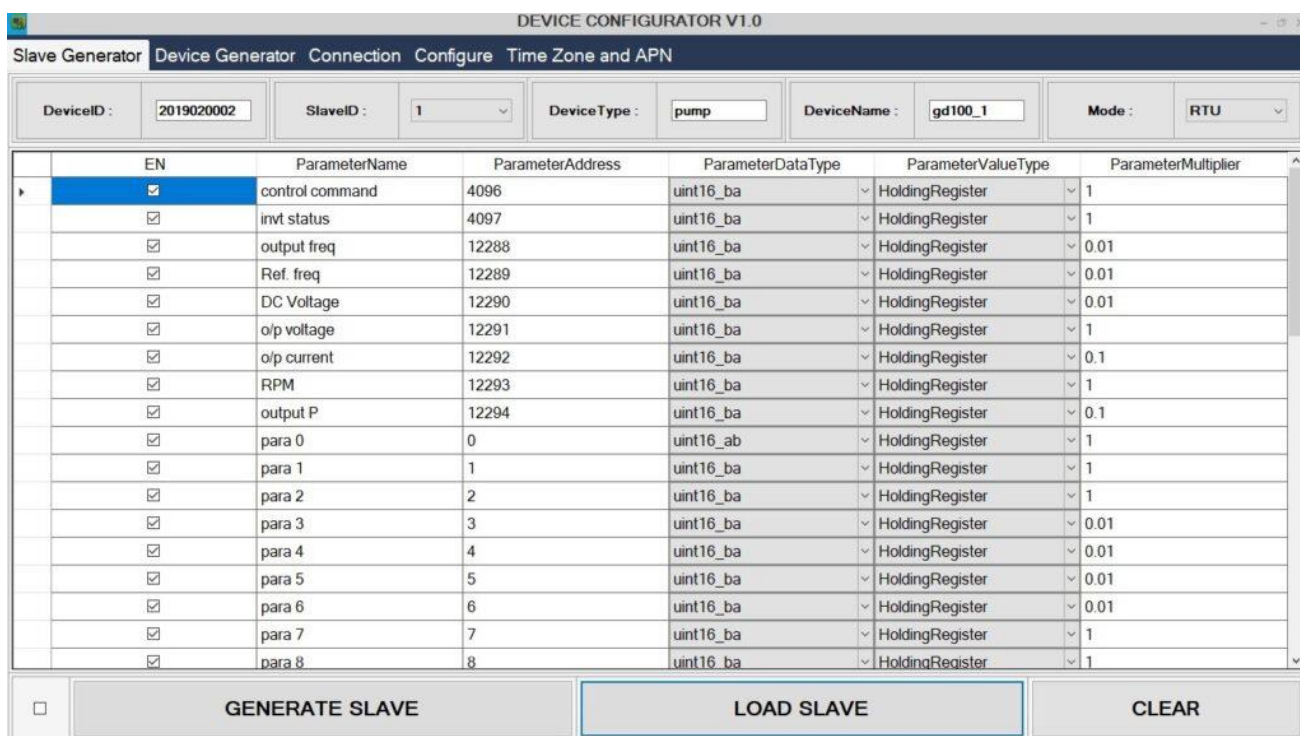 DEVICE CONFIGURATOR V1.0
Slave Generator Device Generator Connection Configure Time Zone and APN
DeviceID : 2019020002 SlaveID : 1 DeviceType : pump DeviceName : gd100_1 Mode : RTU
EN ParameterName ParameterAddress ParameterDataType ParameterValueType ParameterMultiplier
control command 4096 uint16_ba HoldingRegister 1
invt status 4097 uint16_ba HoldingRegister 1
output freq 12288 uint16_ba HoldingRegister 0.01
Ref. freq 12289 uint16_ba HoldingRegister 0.01
DC Voltage 12290 uint16_ba HoldingRegister 0.01
o/p voltage 12291 uint16_ba HoldingRegister 1
o/p current 12292 uint16_ba HoldingRegister 0.1
RPM 12293 uint16_ba HoldingRegister 1
output P 12294 uint16_ba HoldingRegister 0.1
para 0 0 uint16_ab HoldingRegister 1
para 1 1 uint16_ba HoldingRegister 1
para 2 2 uint16_ba HoldingRegister 1
para 3 3 uint16_ba HoldingRegister 0.01
para 4 4 uint16_ba HoldingRegister 0.01
para 5 5 uint16_ba HoldingRegister 0.01
para 6 6 uint16_ba HoldingRegister 0.01
para 7 7 uint16_ba HoldingRegister 1
para 8 8 uint16_ba HoldingRegister 1
GENERATE SLAVE LOAD SLAVE CLEAR